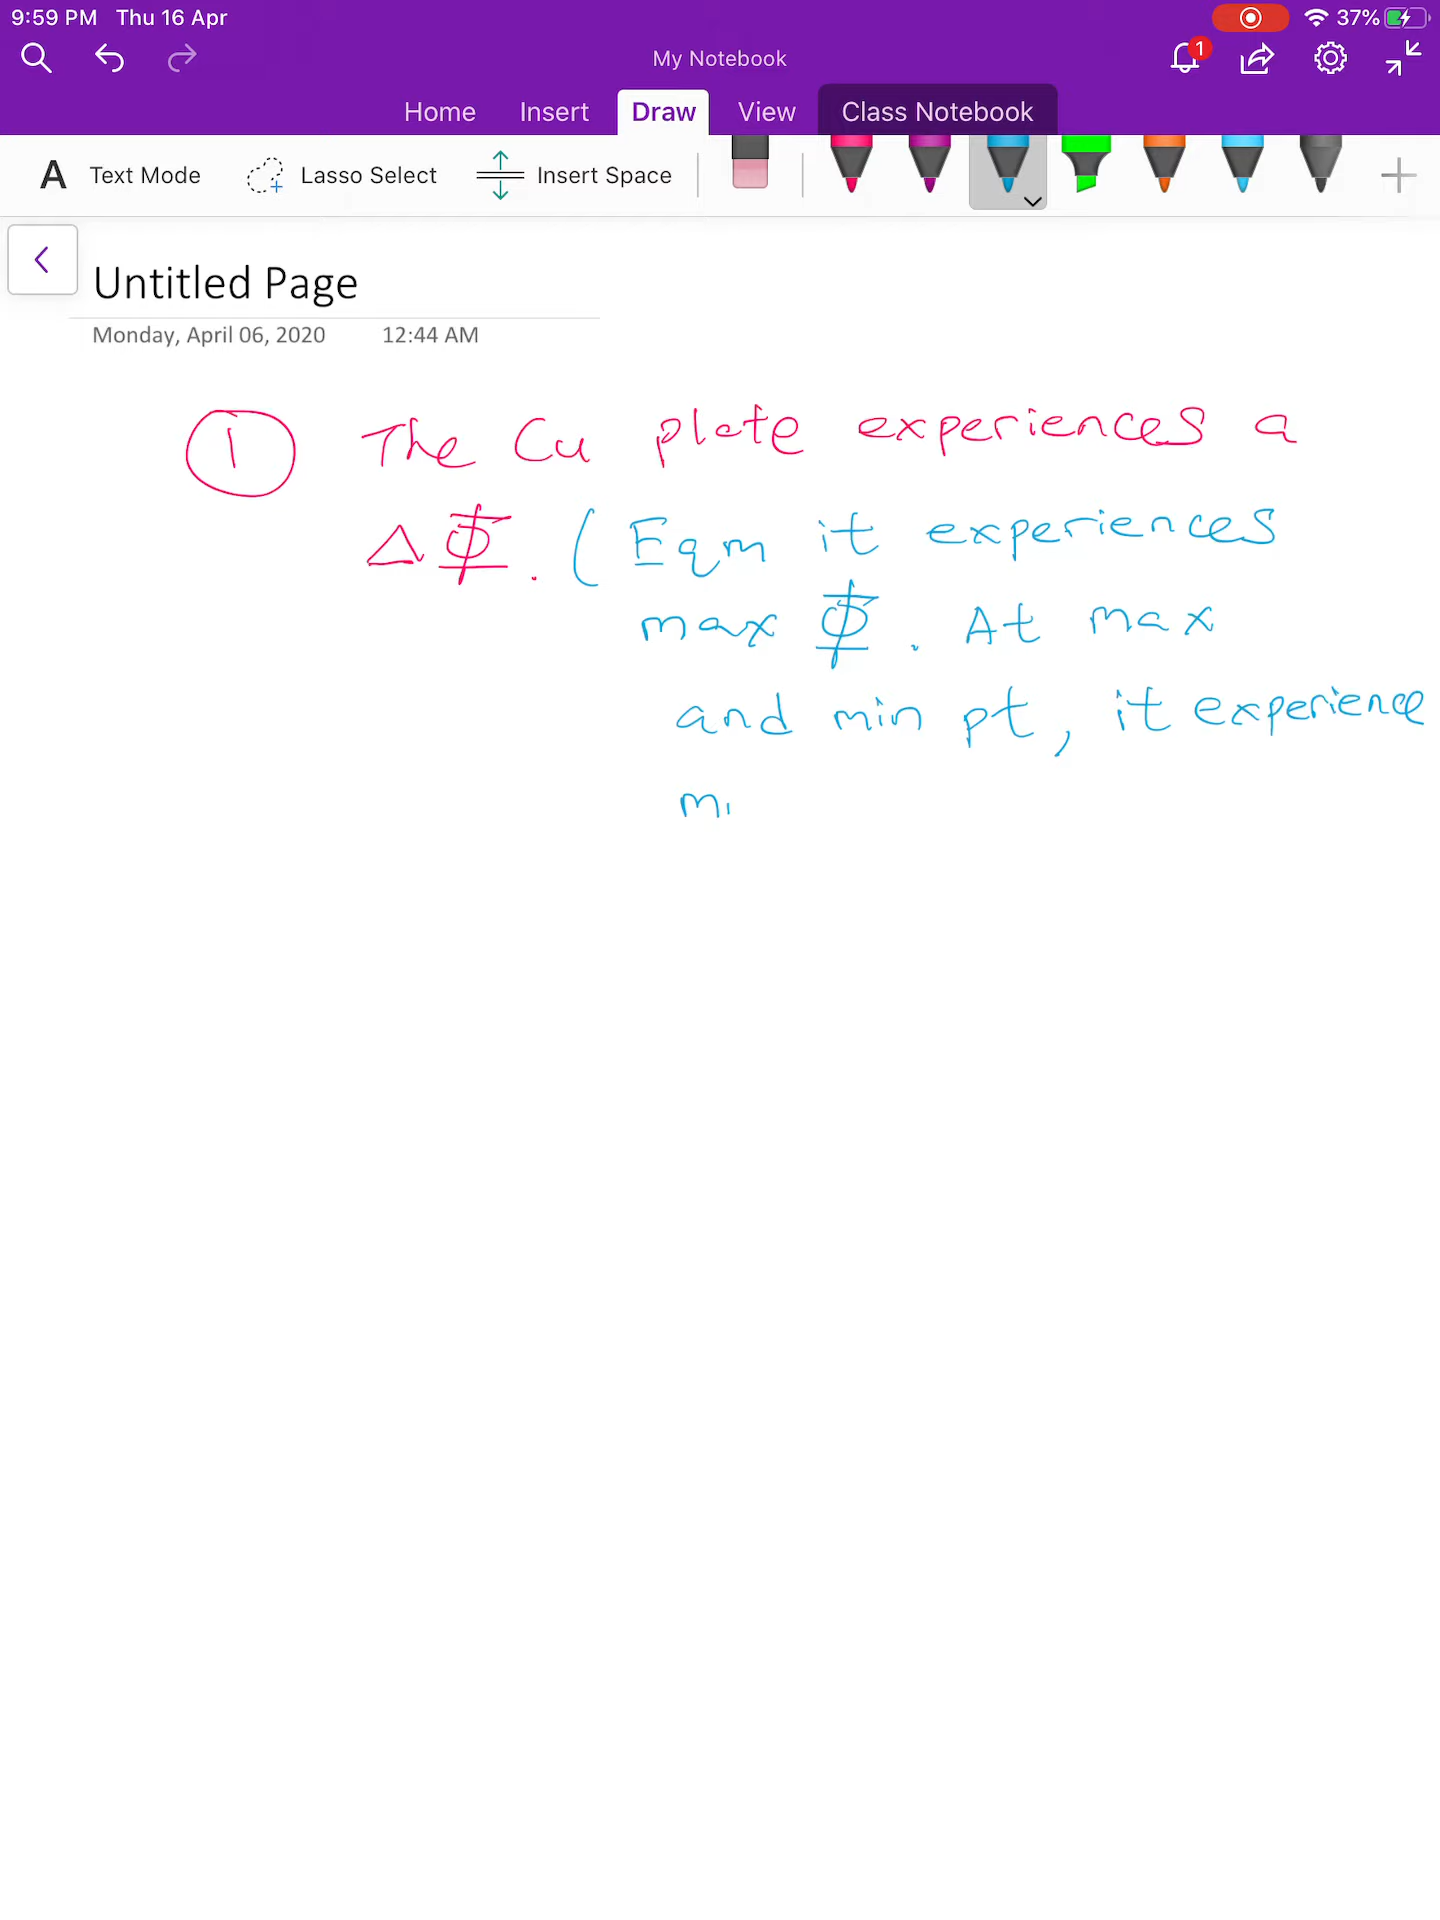 9:59 PM Thu 16 Apr 37%
My Notebook 1
Home Insert Draw View Class Notebook
A Text Mode Lasso Select Insert Space
Untitled Page
Monday, April 06, 2020 12:44 AM
1 The Cu plate experiences a
ΔΦ. (Eqm it experiences
max Φ. At max
and min pt, it experience
mı